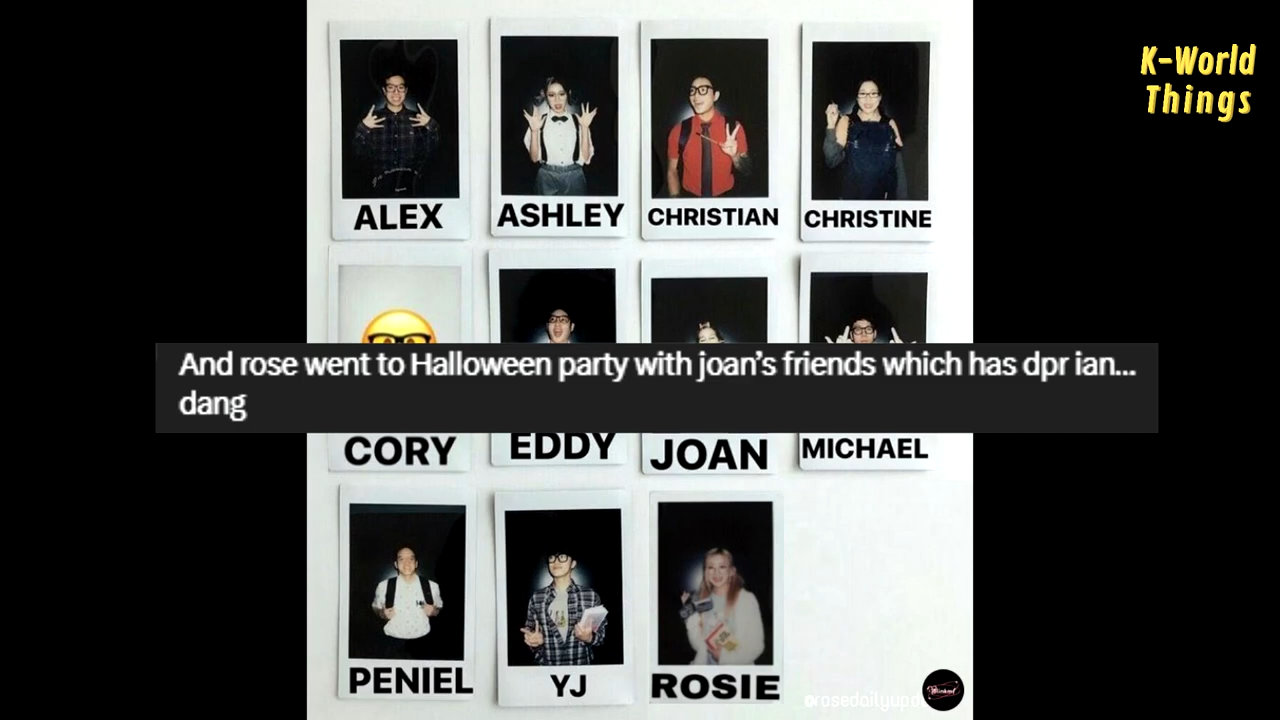 K-World
Things
ALEX
ASHLEY
CHRISTIAN
CHRISTINE
And rose went to Halloween party with joan’s friends which has dpr ian...
dang
CORY
EDDY
JOAN
MICHAEL
PENIEL
YJ
ROSIE